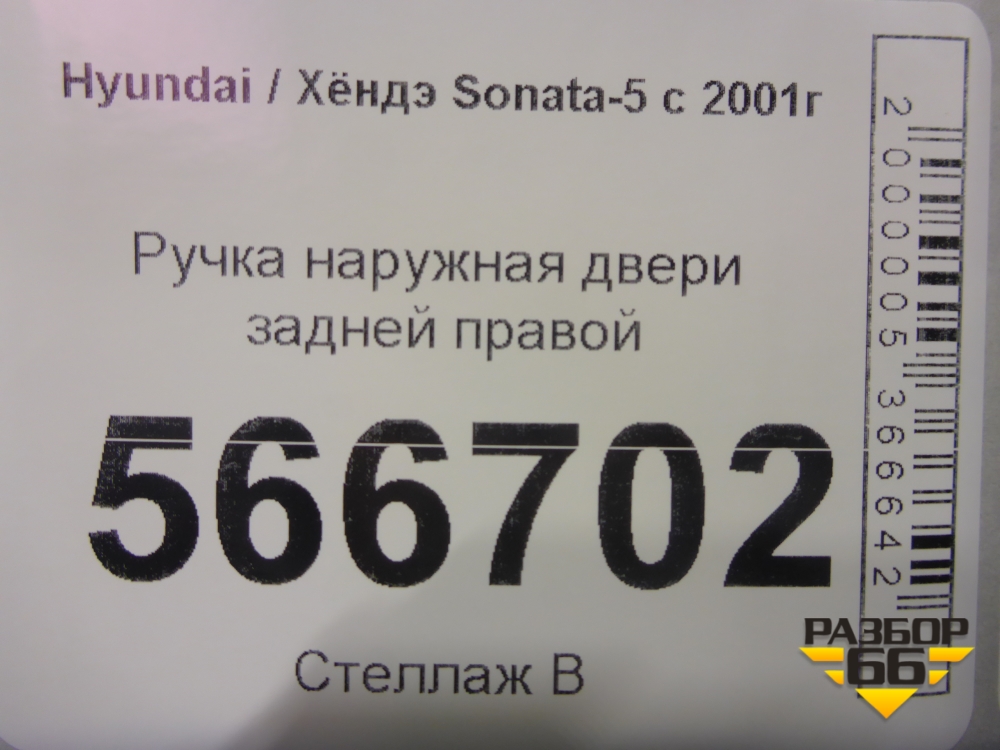 Hyundai / Хёндэ Sonata-5 с 2001г
Ручка наружная двери
задней правой
566702
Стеллаж В
2000005366642
РАЗБОР
66